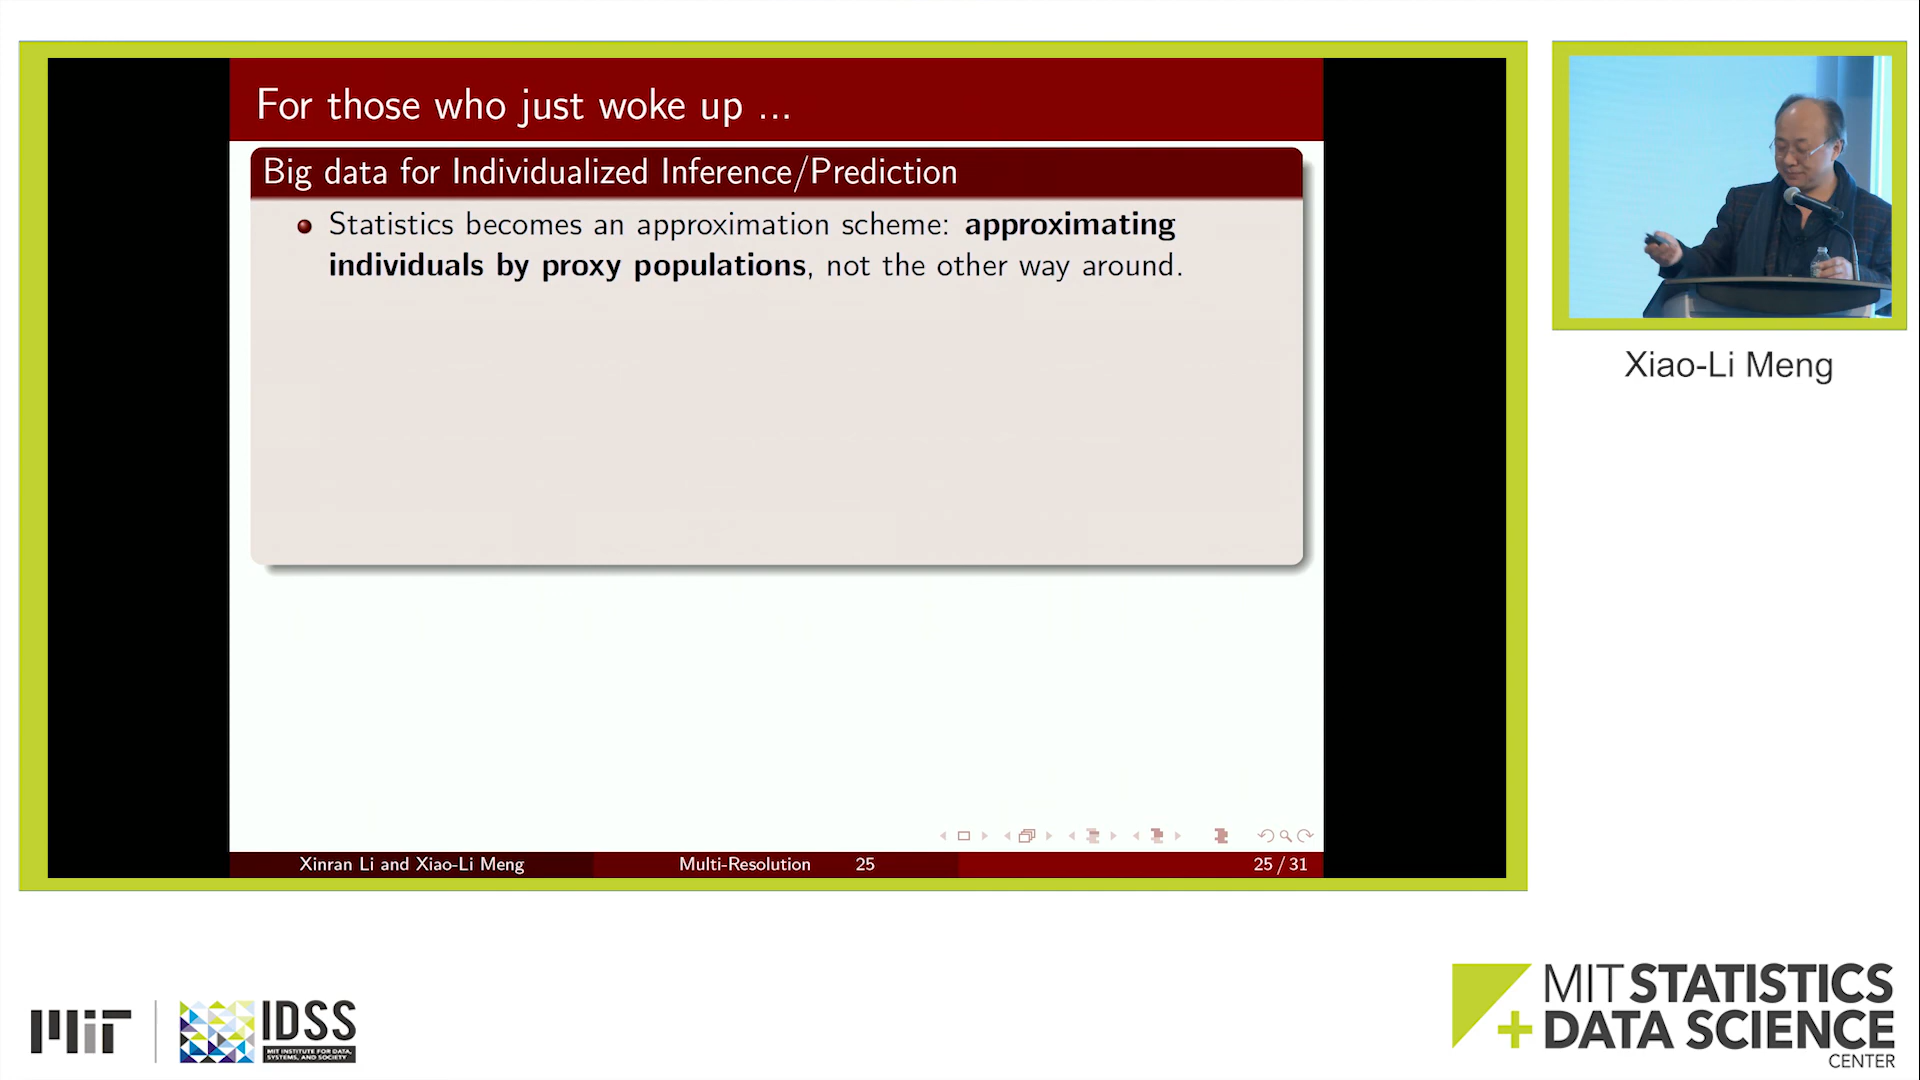 For those who just woke up ...
Big data for Individualized Inference/Prediction
Statistics becomes an approximation scheme: approximating
individuals by proxy populations, not the other way around.
Xinran Li and Xiao-Li Meng
Multi-Resolution
25
25 / 31
Xiao-Li Meng
MIT
IDSS
MIT INSTITUTE FOR DATA,
SYSTEMS, AND SOCIETY
MIT STATISTICS
+ DATA SCIENCE
CENTER